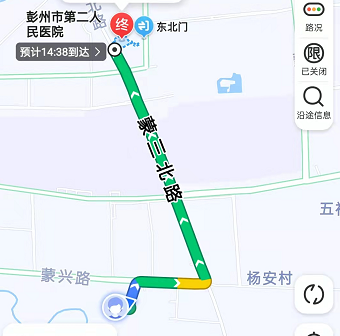 彭州市第二人
民医院
预计14:38到达
终
东北门
北路
路况
限
已关闭
沿途信息
蒙三北路
五
蒙兴路
杨安村